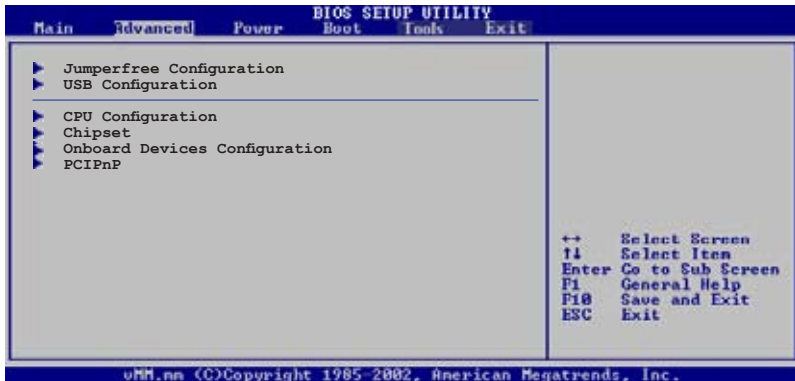 BIOS SETUP UTILITY
Main Advanced Power Boot Tools Exit
Jumperfree Configuration
USB Configuration
CPU Configuration
Chipset
Onboard Devices Configuration
PCIPnP
↔ Select Screen
↑↓ Select Item
Enter Go to Sub Screen
F1 General Help
F10 Save and Exit
ESC Exit
vMM.mm (C)Copyright 1985-2002, American Megatrends, Inc.